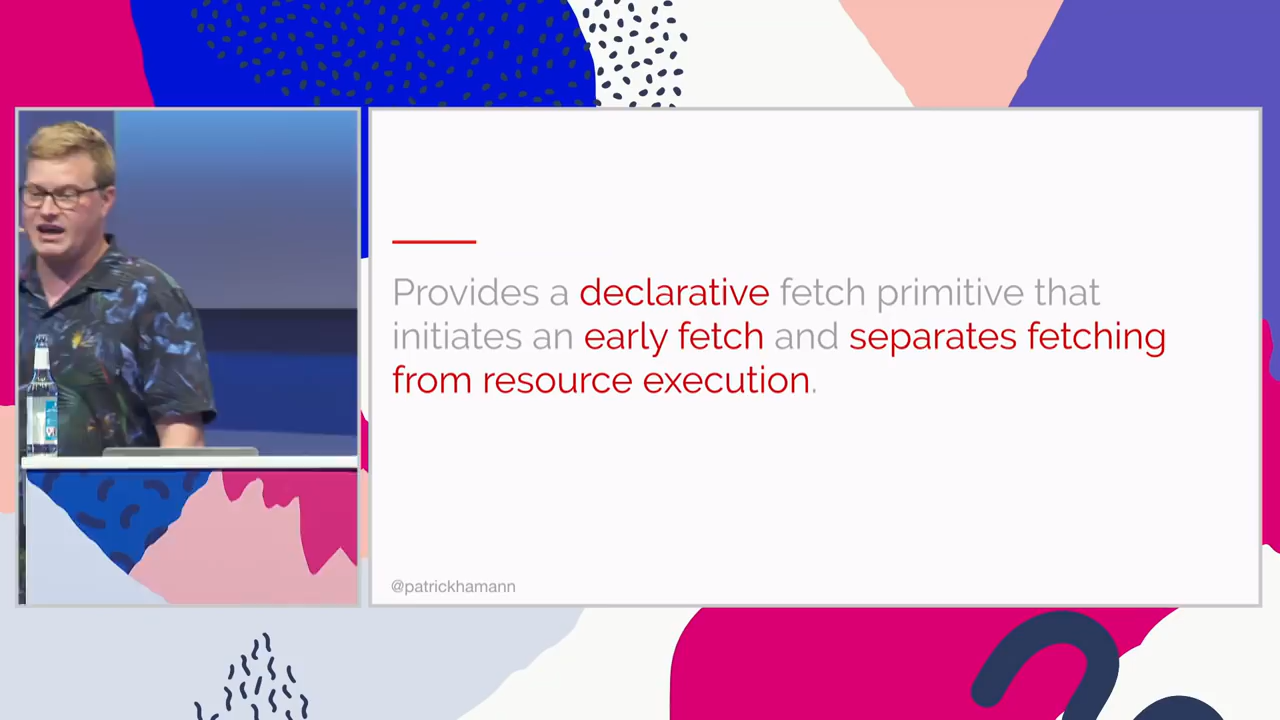 Provides a declarative fetch primitive that
initiates an early fetch and separates fetching
from resource execution.
@patrickhamann